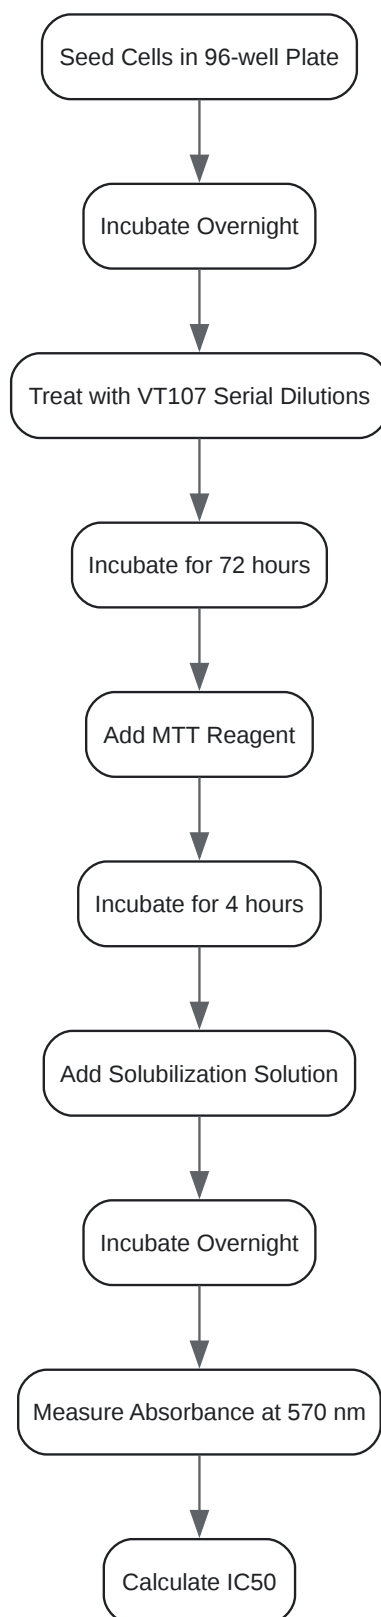 Seed Cells in 96-well Plate
Incubate Overnight
Treat with VT107 Serial Dilutions
Incubate for 72 hours
Add MTT Reagent
Incubate for 4 hours
Add Solubilization Solution
Incubate Overnight
Measure Absorbance at 570 nm
Calculate IC50